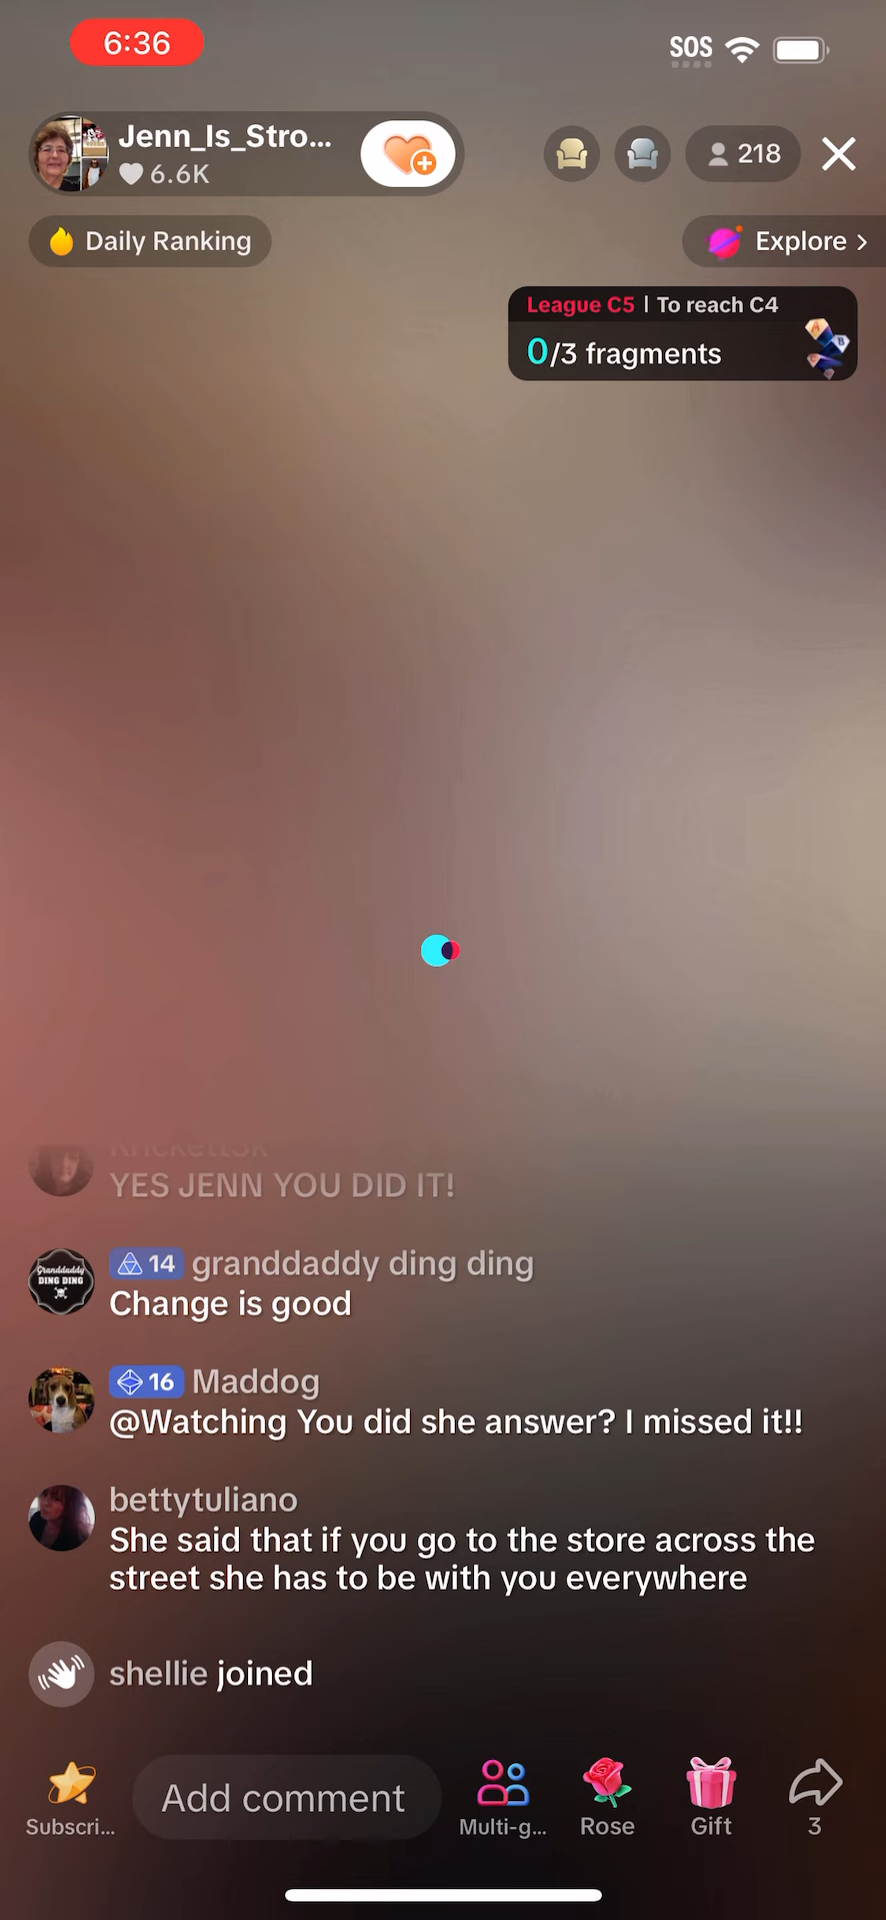 6:36
SOS
Jenn_Is_Stro...
6.6K
218
Daily Ranking
Explore >
League C5 | To reach C4
0/3 fragments
YES JENN YOU DID IT!
14 granddaddy ding ding
Granddaddy
DING DING
Change is good
16 Maddog
@Watching You did she answer? I missed it!!
bettytuliano
She said that if you go to the store across the
street she has to be with you everywhere
shellie joined
Add comment
Subscri...
Multi-g...
Rose
Gift
3